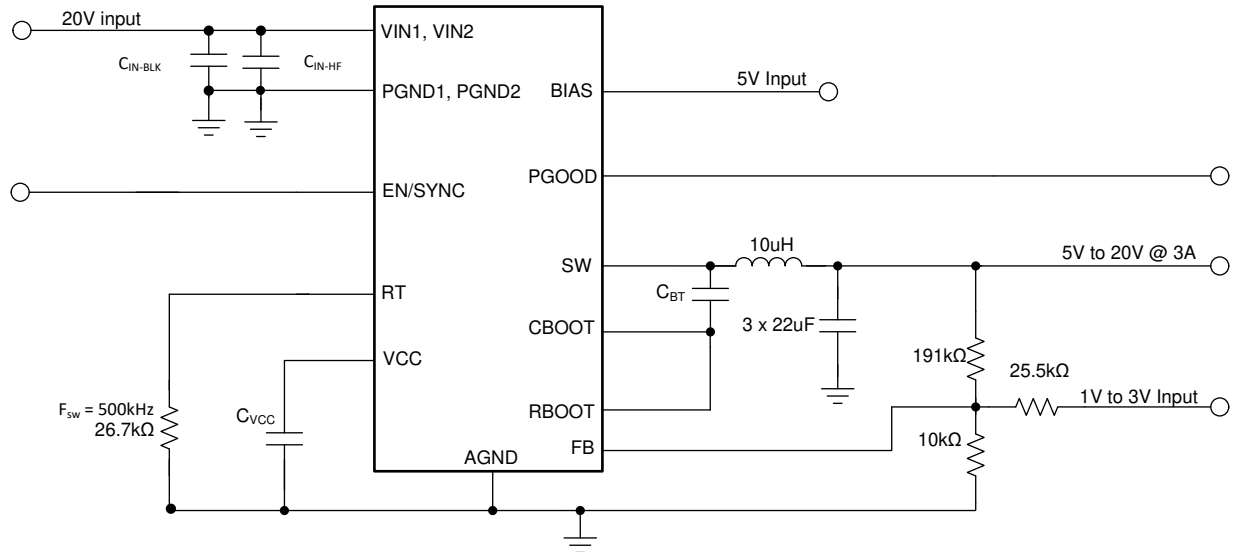 20V input
C_IN-BLK
C_IN-HF
VIN1, VIN2
PGND1, PGND2
BIAS
5V Input
EN/SYNC
PGOOD
SW
10uH
5V to 20V @ 3A
RT
C_BT
CBOOT
3 x 22uF
VCC
191kΩ
25.5kΩ
1V to 3V Input
F_sw = 500kHz
26.7kΩ
C_VCC
RBOOT
FB
10kΩ
AGND